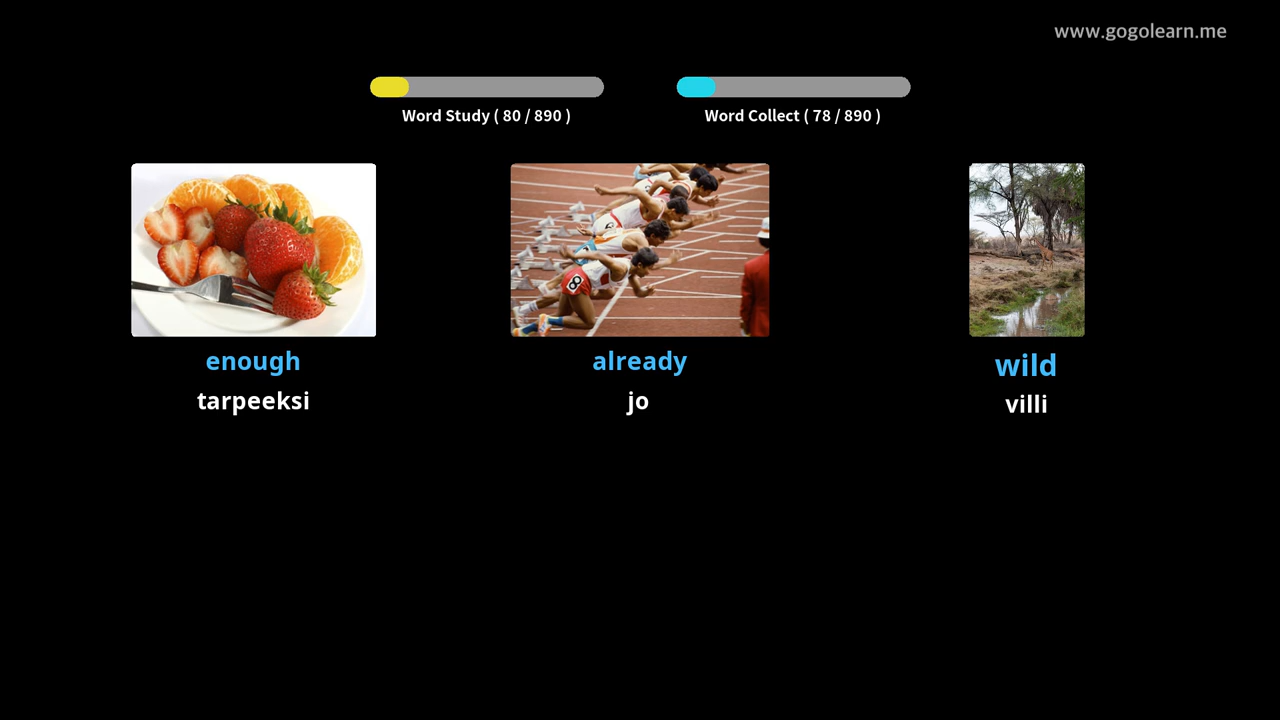 www.gogolearn.me
Word Study ( 80 / 890 )
Word Collect ( 78 / 890 )
enough
tarpeeksi
already
jo
wild
villi